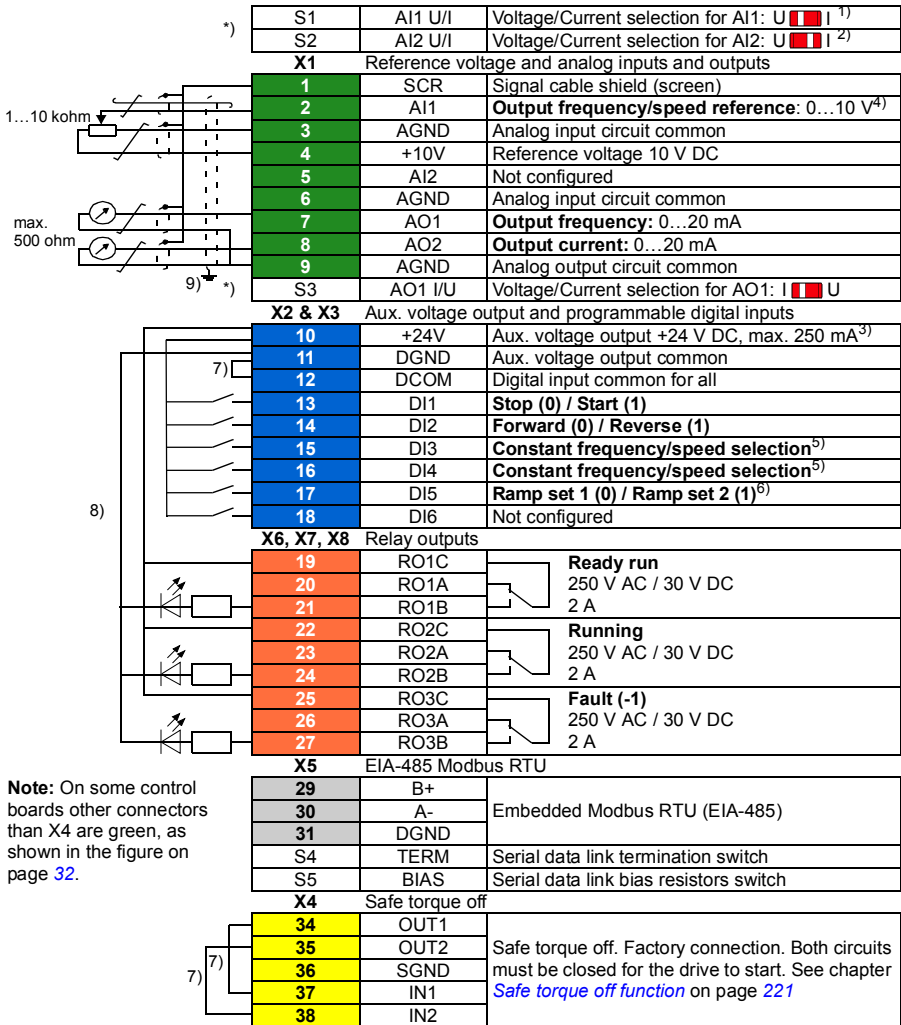 *)
S1 AI1 U/I Voltage/Current selection for AI1: U I 1)
S2 AI2 U/I Voltage/Current selection for AI2: U I 2)
X1 Reference voltage and analog inputs and outputs
1 SCR Signal cable shield (screen)
1…10 kohm
2 AI1 Output frequency/speed reference: 0…10 V4)
3 AGND Analog input circuit common
4 +10V Reference voltage 10 V DC
5 AI2 Not configured
6 AGND Analog input circuit common
max.
500 ohm
7 AO1 Output frequency: 0…20 mA
8 AO2 Output current: 0…20 mA
9 AGND Analog output circuit common
9) *)
S3 AO1 I/U Voltage/Current selection for AO1: I U
X2 & X3 Aux. voltage output and programmable digital inputs
10 +24V Aux. voltage output +24 V DC, max. 250 mA3)
11 DGND Aux. voltage output common
7)
12 DCOM Digital input common for all
13 DI1 Stop (0) / Start (1)
14 DI2 Forward (0) / Reverse (1)
15 DI3 Constant frequency/speed selection5)
16 DI4 Constant frequency/speed selection5)
17 DI5 Ramp set 1 (0) / Ramp set 2 (1)6)
8)
18 DI6 Not configured
X6, X7, X8 Relay outputs
19 RO1C Ready run
20 RO1A 250 V AC / 30 V DC
21 RO1B 2 A
22 RO2C Running
23 RO2A 250 V AC / 30 V DC
24 RO2B 2 A
25 RO3C Fault (-1)
26 RO3A 250 V AC / 30 V DC
27 RO3B 2 A
X5 EIA-485 Modbus RTU
Note: On some control
boards other connectors
than X4 are green, as
shown in the figure on
page 32.
29 B+
30 A- Embedded Modbus RTU (EIA-485)
31 DGND
S4 TERM Serial data link termination switch
S5 BIAS Serial data link bias resistors switch
X4 Safe torque off
34 OUT1
35 OUT2 Safe torque off. Factory connection. Both circuits
7) 7)
36 SGND must be closed for the drive to start. See chapter
37 IN1 Safe torque off function on page 221
38 IN2